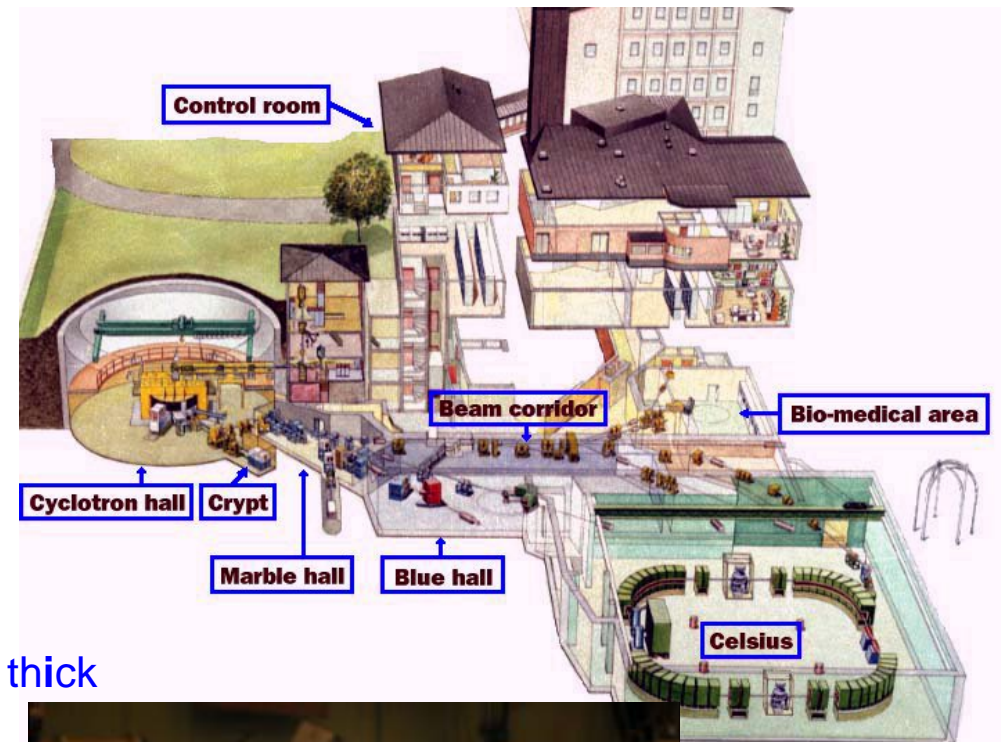 Control room
Beam corridor
Bio-medical area
Cyclotron hall
Crypt
Marble hall
Blue hall
Celsius
thick